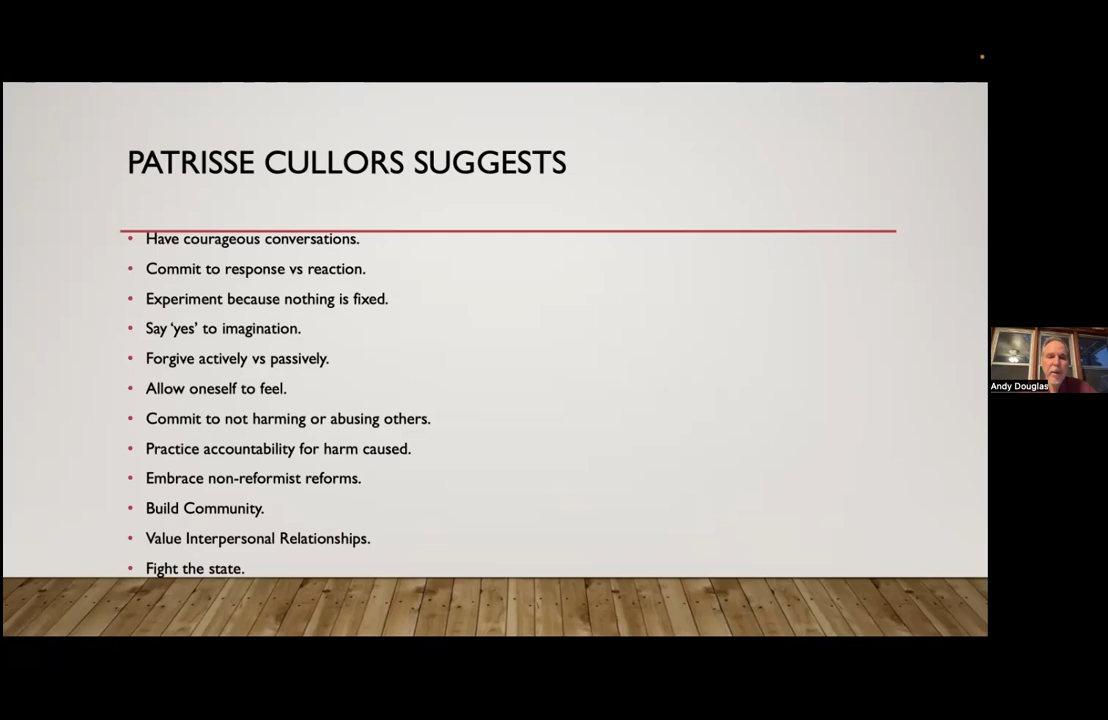 PATRISSE CULLORS SUGGESTS
• Have courageous conversations.
• Commit to response vs reaction.
• Experiment because nothing is fixed.
• Say ‘yes’ to imagination.
• Forgive actively vs passively.
• Allow oneself to feel.
• Commit to not harming or abusing others.
• Practice accountability for harm caused.
• Embrace non-reformist reforms.
• Build Community.
• Value Interpersonal Relationships.
• Fight the state.
Andy Douglas